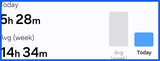 Today
5h 28m
Avg (week)
14h 34m
Avg
(week)
Today